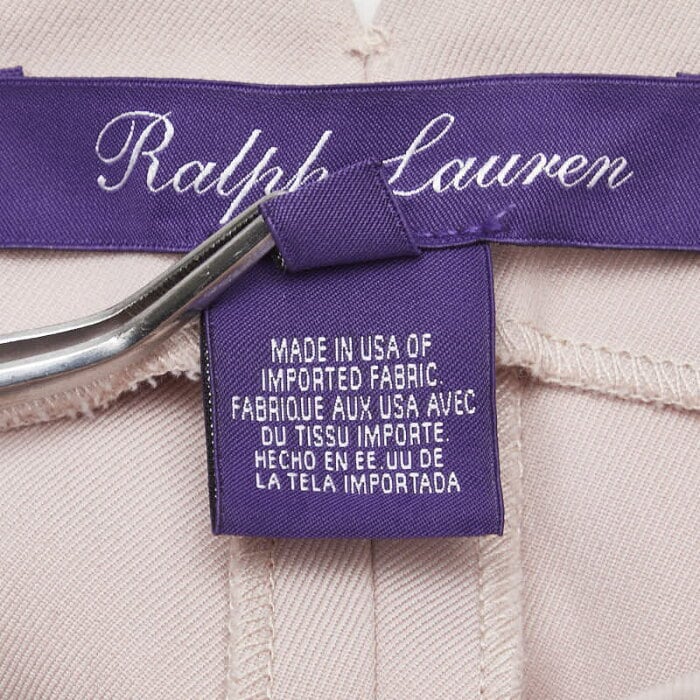 Ralph Lauren
MADE IN USA OF
IMPORTED FABRIC.
FABRIQUE AUX USA AVEC
DU TISSU IMPORTE.
HECHO EN EE.UU DE
LA TELA IMPORTADA